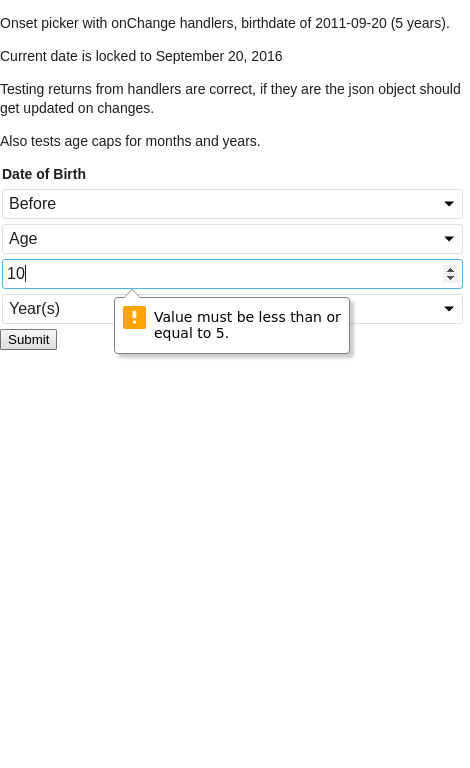 Onset picker with onChange handlers, birthdate of 2011-09-20 (5 years).
Current date is locked to September 20, 2016
Testing returns from handlers are correct, if they are the json object should
get updated on changes.
Also tests age caps for months and years.
Date of Birth
Before
Age
10
Year(s)
Value must be less than or
equal to 5.
Submit